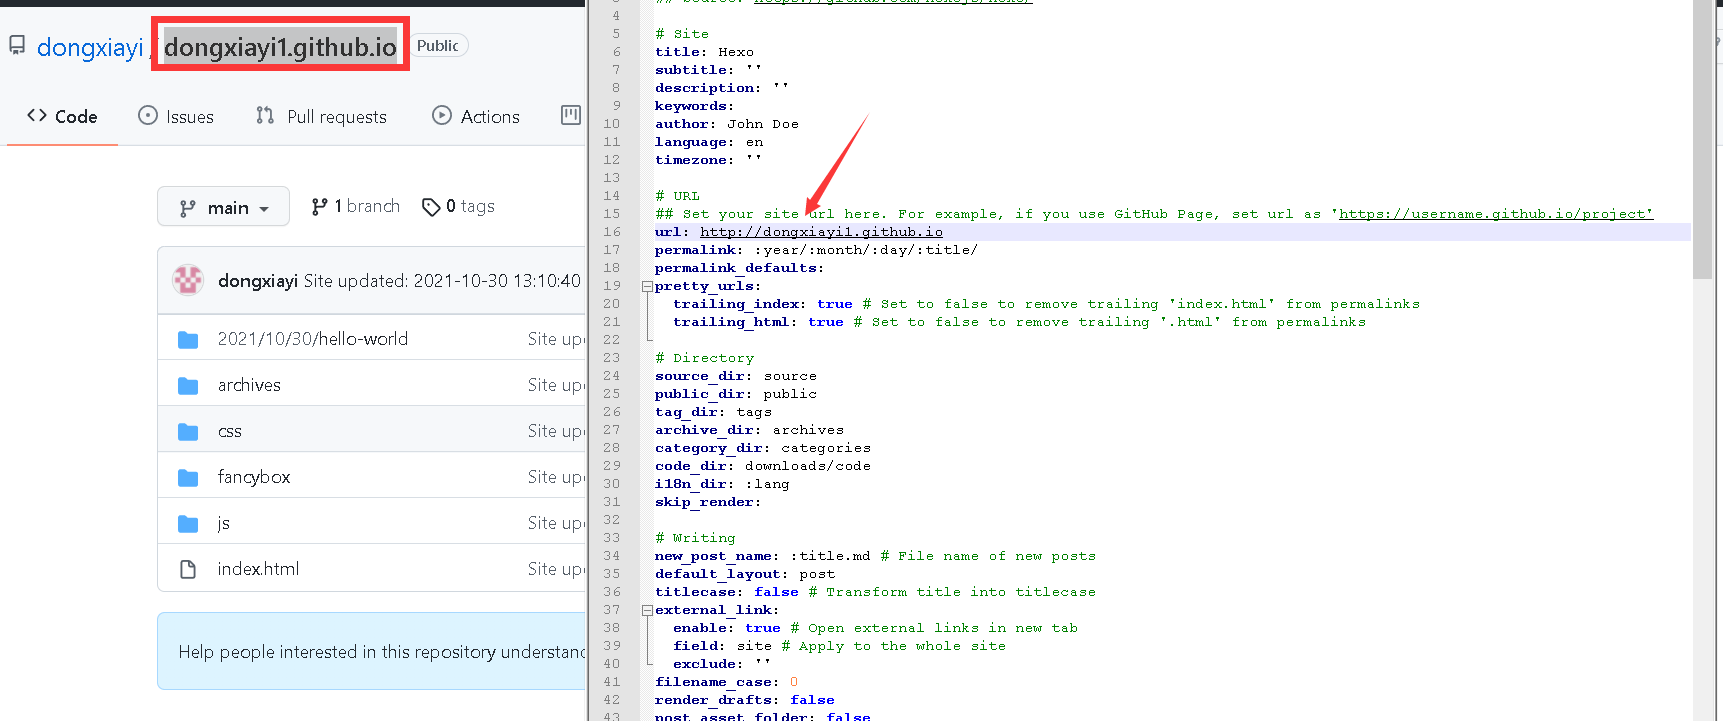 dongxiayi / dongxiayi1.github.io Public
Code Issues Pull requests Actions
main 1 branch 0 tags
dongxiayi Site updated: 2021-10-30 13:10:40
2021/10/30/hello-world Site up
archives Site up
css Site up
fancybox Site up
js Site up
index.html Site up
Help people interested in this repository understand
4
5 # Site
6 title: Hexo
7 subtitle: ''
8 description: ''
9 keywords:
10 author: John Doe
11 language: en
12 timezone: ''
13
14 # URL
15 ## Set your site url here. For example, if you use GitHub Page, set url as 'https://username.github.io/project'
16 url: http://dongxiayi1.github.io
17 permalink: :year/:month/:day/:title/
18 permalink_defaults:
19 pretty_urls:
20 trailing_index: true # Set to false to remove trailing 'index.html' from permalinks
21 trailing_html: true # Set to false to remove trailing '.html' from permalinks
22
23 # Directory
24 source_dir: source
25 public_dir: public
26 tag_dir: tags
27 archive_dir: archives
28 category_dir: categories
29 code_dir: downloads/code
30 i18n_dir: :lang
31 skip_render:
32
33 # Writing
34 new_post_name: :title.md # File name of new posts
35 default_layout: post
36 titlecase: false # Transform title into titlecase
37 external_link:
38 enable: true # Open external links in new tab
39 field: site # Apply to the whole site
40 exclude: ''
41 filename_case: 0
42 render_drafts: false
43 post_asset_folder: false